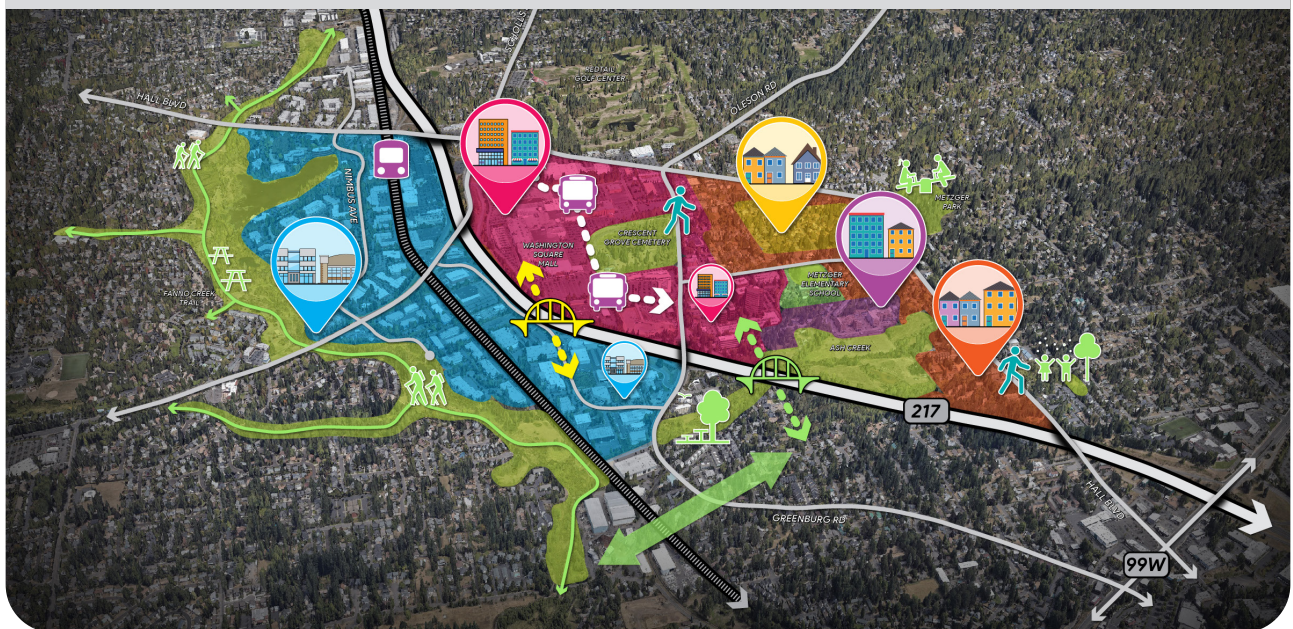 SCHOLLS
REDTAIL
GOLF CENTER
OLESON RD
HALL BLVD
NIMBUS AVE
METZGER
PARK
CRESCENT
GROVE CEMETERY
WASHINGTON
SQUARE
MALL
METZGER
ELEMENTARY
SCHOOL
FANNO CREEK
TRAIL
ASH CREEK
217
HALL BLVD
GREENBURG RD
99W